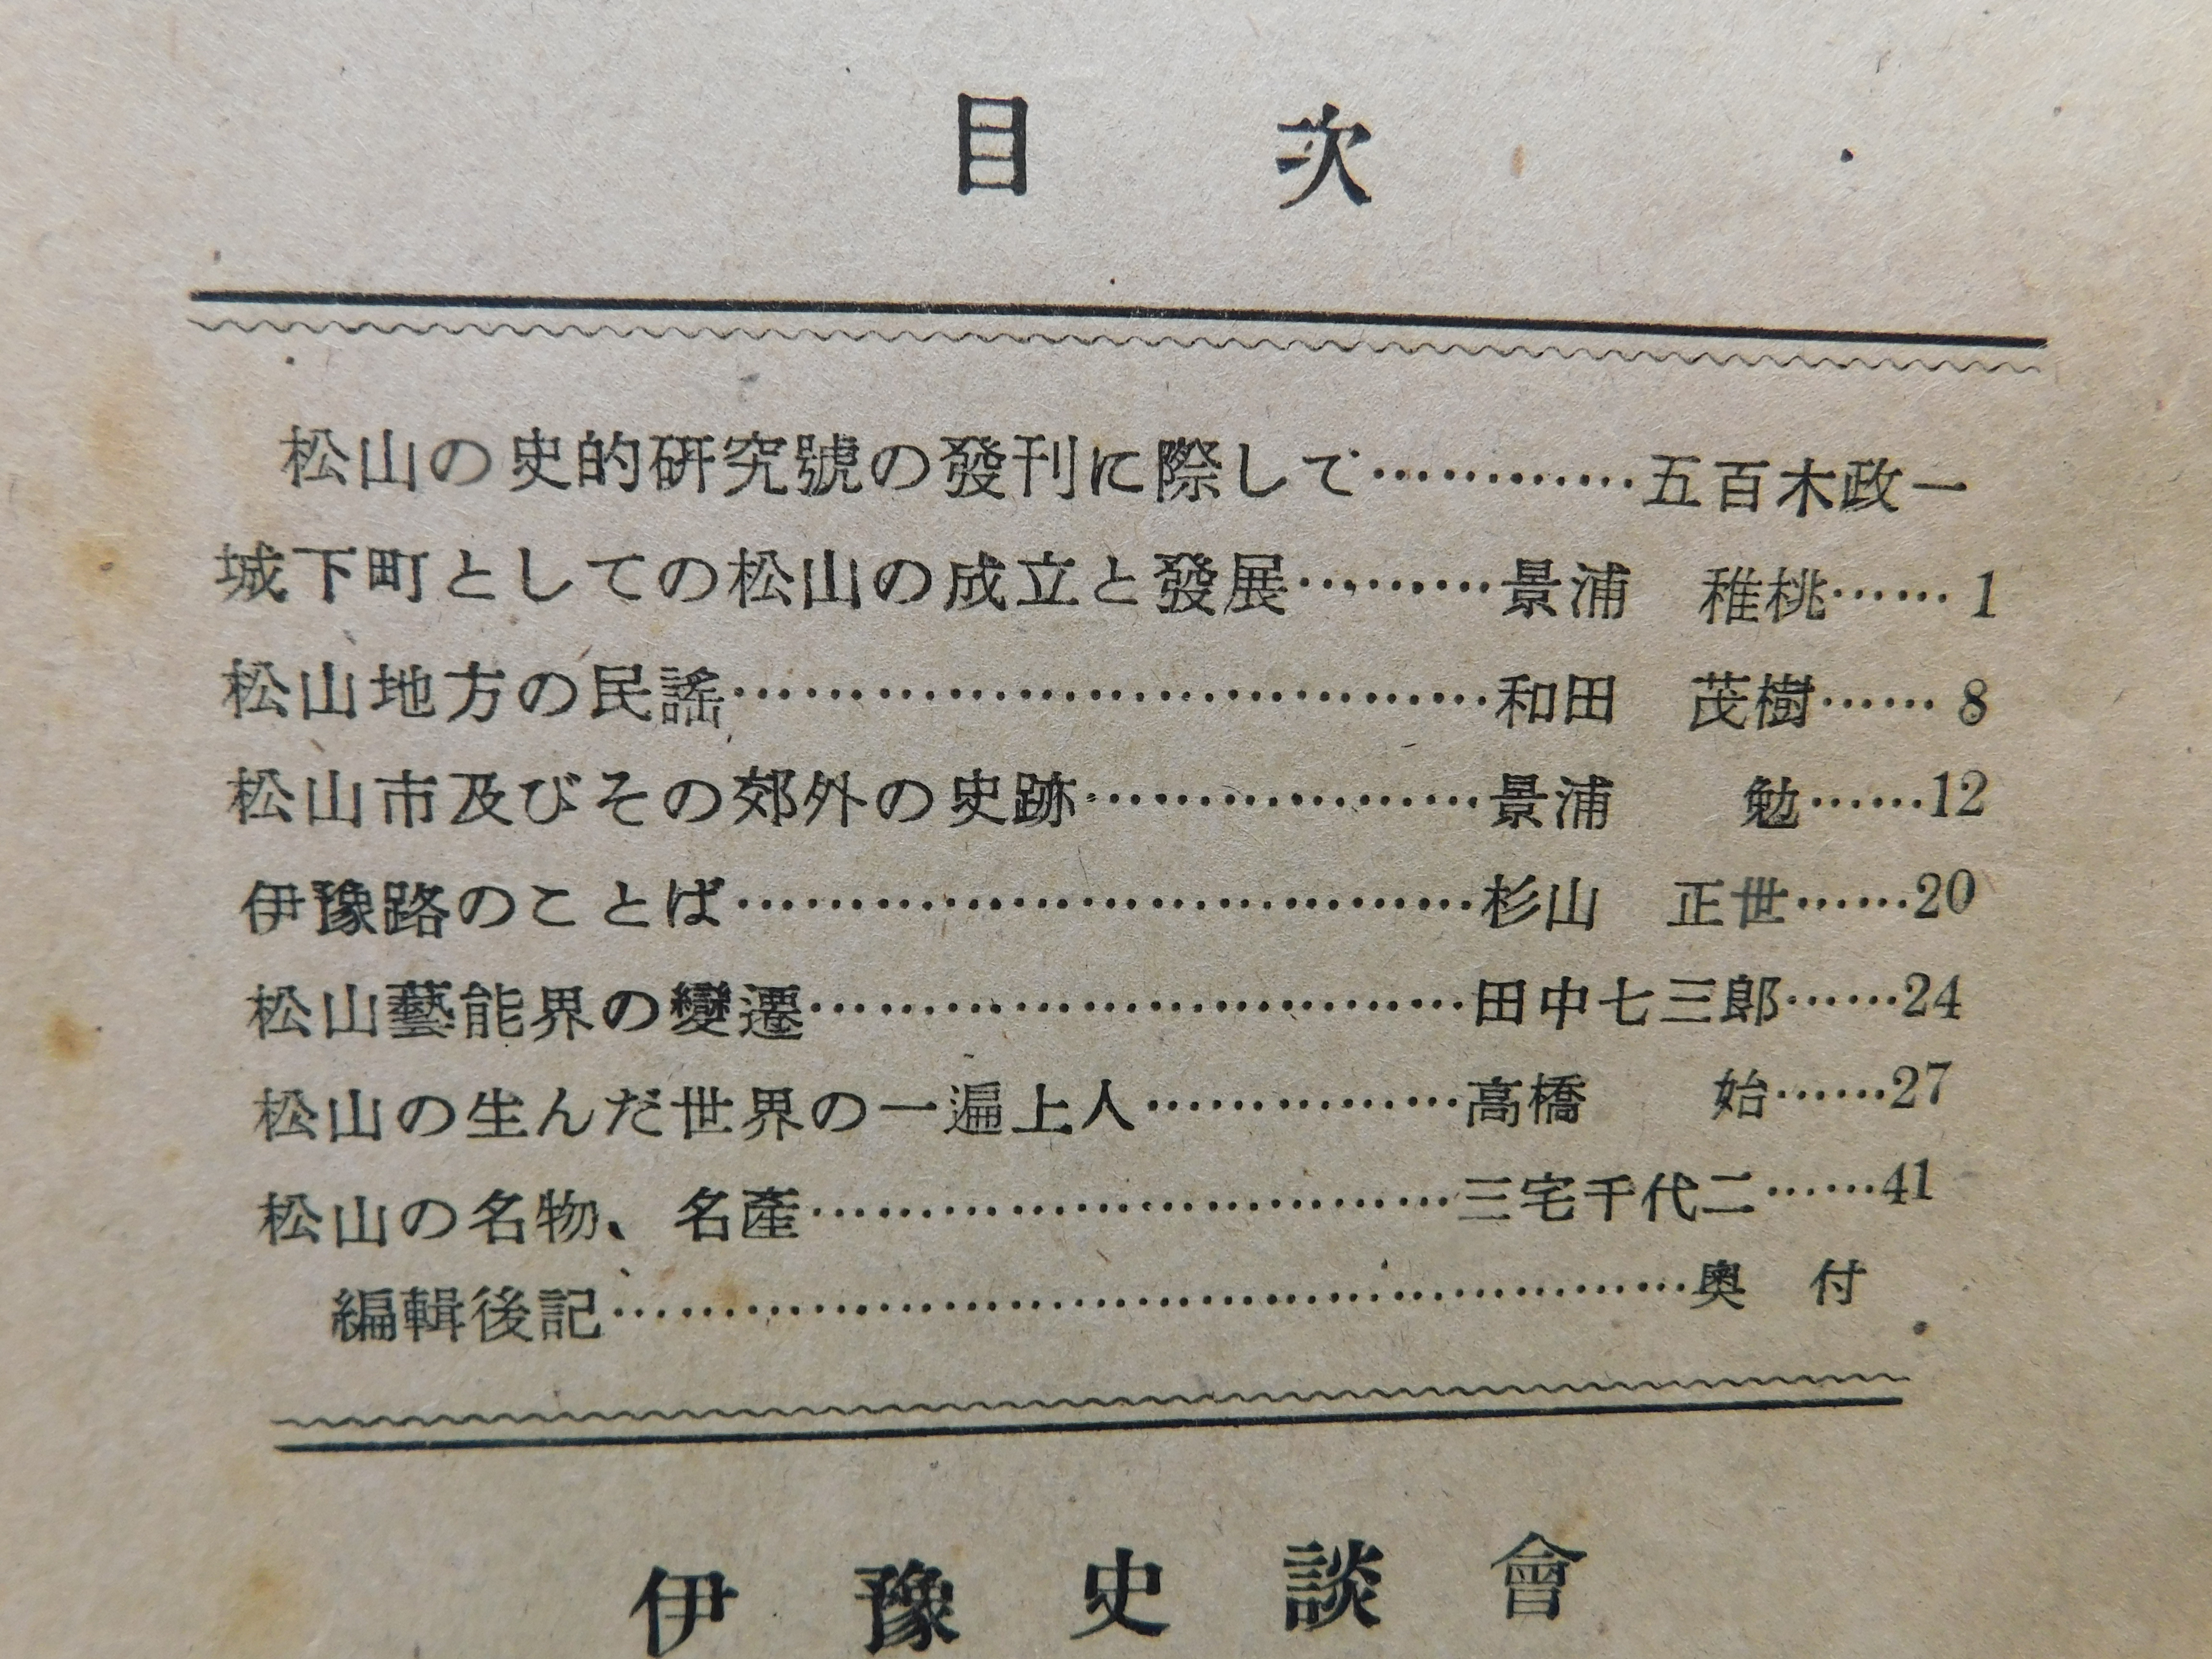 目　次
松山の史的研究號の發刊に際して…………五百木政一
城下町としての松山の成立と發展………景浦　稚桃……1
松山地方の民謠………………………………和田　茂樹……8
松山市及びその郊外の史跡………………景浦　　勉……12
伊豫路のことば………………………………杉山　正世……20
松山藝能界の變遷……………………………田中七三郎……24
松山の生んだ世界の一遍上人……………高橋　　始……27
松山の名物、名產……………………………三宅千代二……41
編輯後記………………………………………………奧　付
伊豫史談會